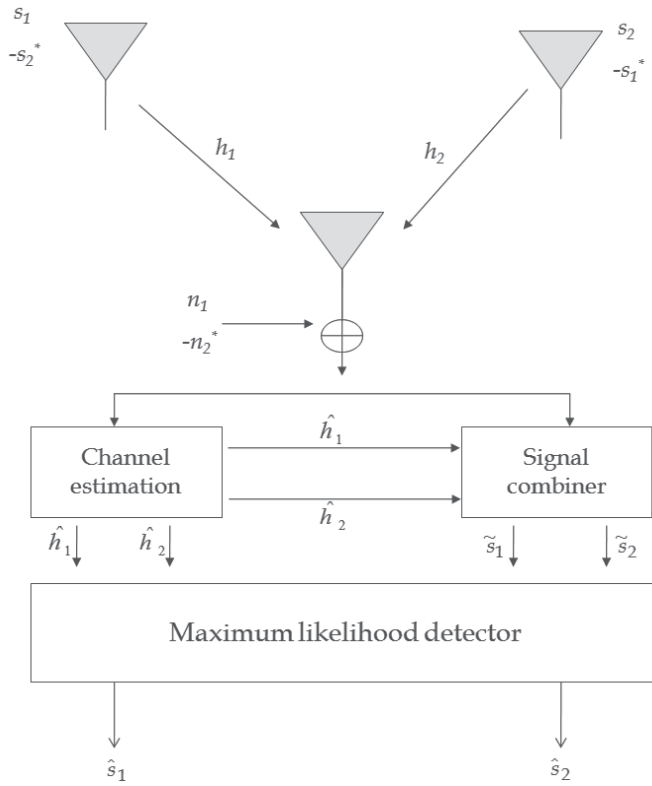 s₁
-s₂*
s₂
-s₁*
h₁
h₂
n₁
-n₂*
Channel
estimation
ĥ₁
ĥ₂
Signal
combiner
ĥ₁ ĥ₂
s̃₁ s̃₂
Maximum likelihood detector
ŝ₁ ŝ₂